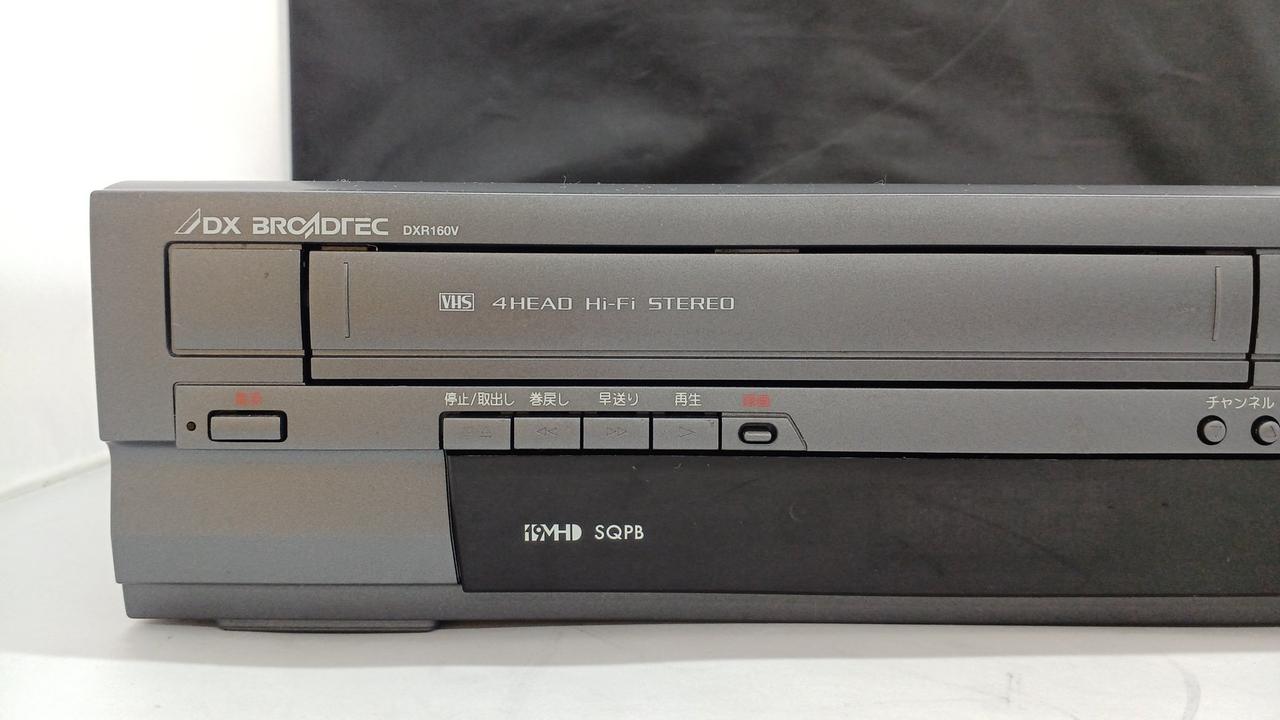 DX BROADTEC DXR160V
VHS 4HEAD Hi-Fi STEREO
電源 停止/取出し 巻戻し 早送り 再生 録画 チャンネル
19MHD SQPB